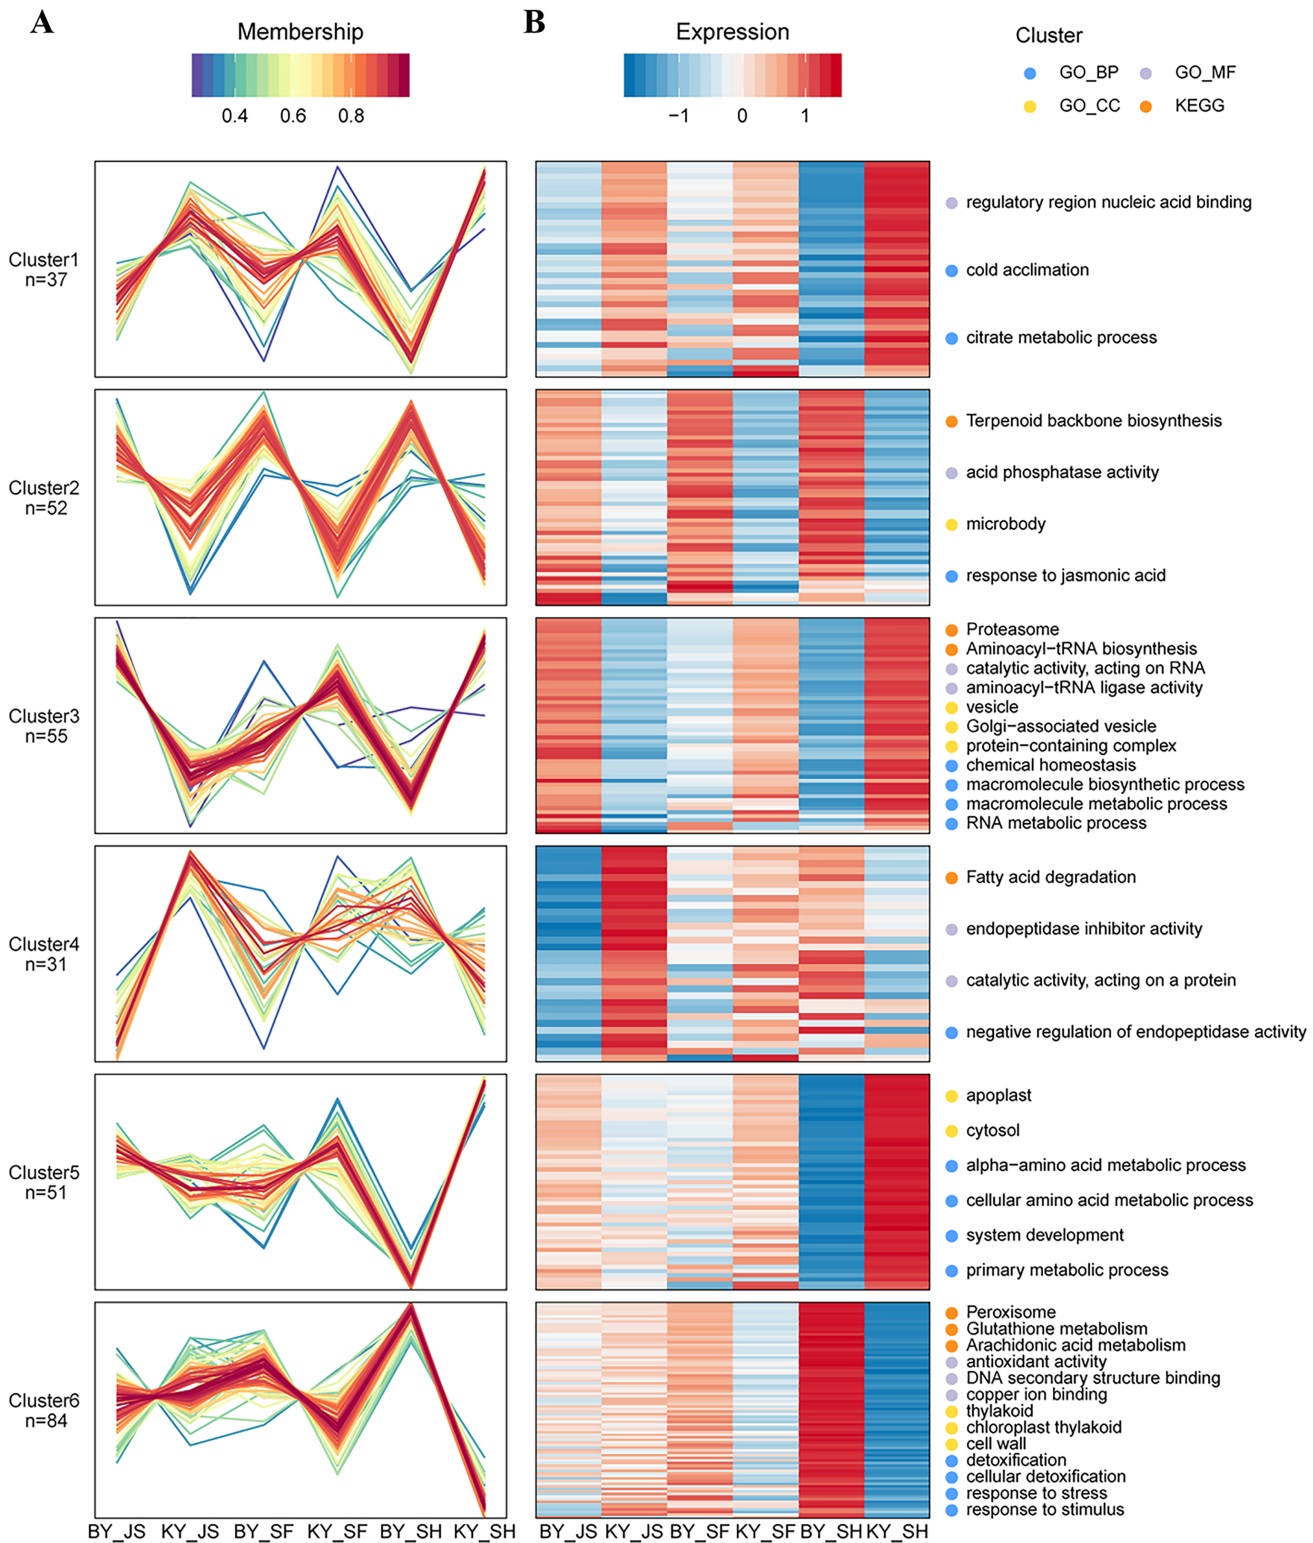 A
Membership
0.4 0.6 0.8
B
Expression
−1 0 1
Cluster
GO_BP GO_MF
GO_CC KEGG
Cluster1
n=37
regulatory region nucleic acid binding
cold acclimation
citrate metabolic process
Cluster2
n=52
Terpenoid backbone biosynthesis
acid phosphatase activity
microbody
response to jasmonic acid
Cluster3
n=55
Proteasome
Aminoacyl−tRNA biosynthesis
catalytic activity, acting on RNA
aminoacyl−tRNA ligase activity
vesicle
Golgi−associated vesicle
protein−containing complex
chemical homeostasis
macromolecule biosynthetic process
macromolecule metabolic process
RNA metabolic process
Cluster4
n=31
Fatty acid degradation
endopeptidase inhibitor activity
catalytic activity, acting on a protein
negative regulation of endopeptidase activity
Cluster5
n=51
apoplast
cytosol
alpha−amino acid metabolic process
cellular amino acid metabolic process
system development
primary metabolic process
Cluster6
n=84
Peroxisome
Glutathione metabolism
Arachidonic acid metabolism
antioxidant activity
DNA secondary structure binding
copper ion binding
thylakoid
chloroplast thylakoid
cell wall
detoxification
cellular detoxification
response to stress
response to stimulus
BY_JS KY_JS BY_SF KY_SF BY_SH KY_SH
BY_JS KY_JS BY_SF KY_SF BY_SH KY_SH